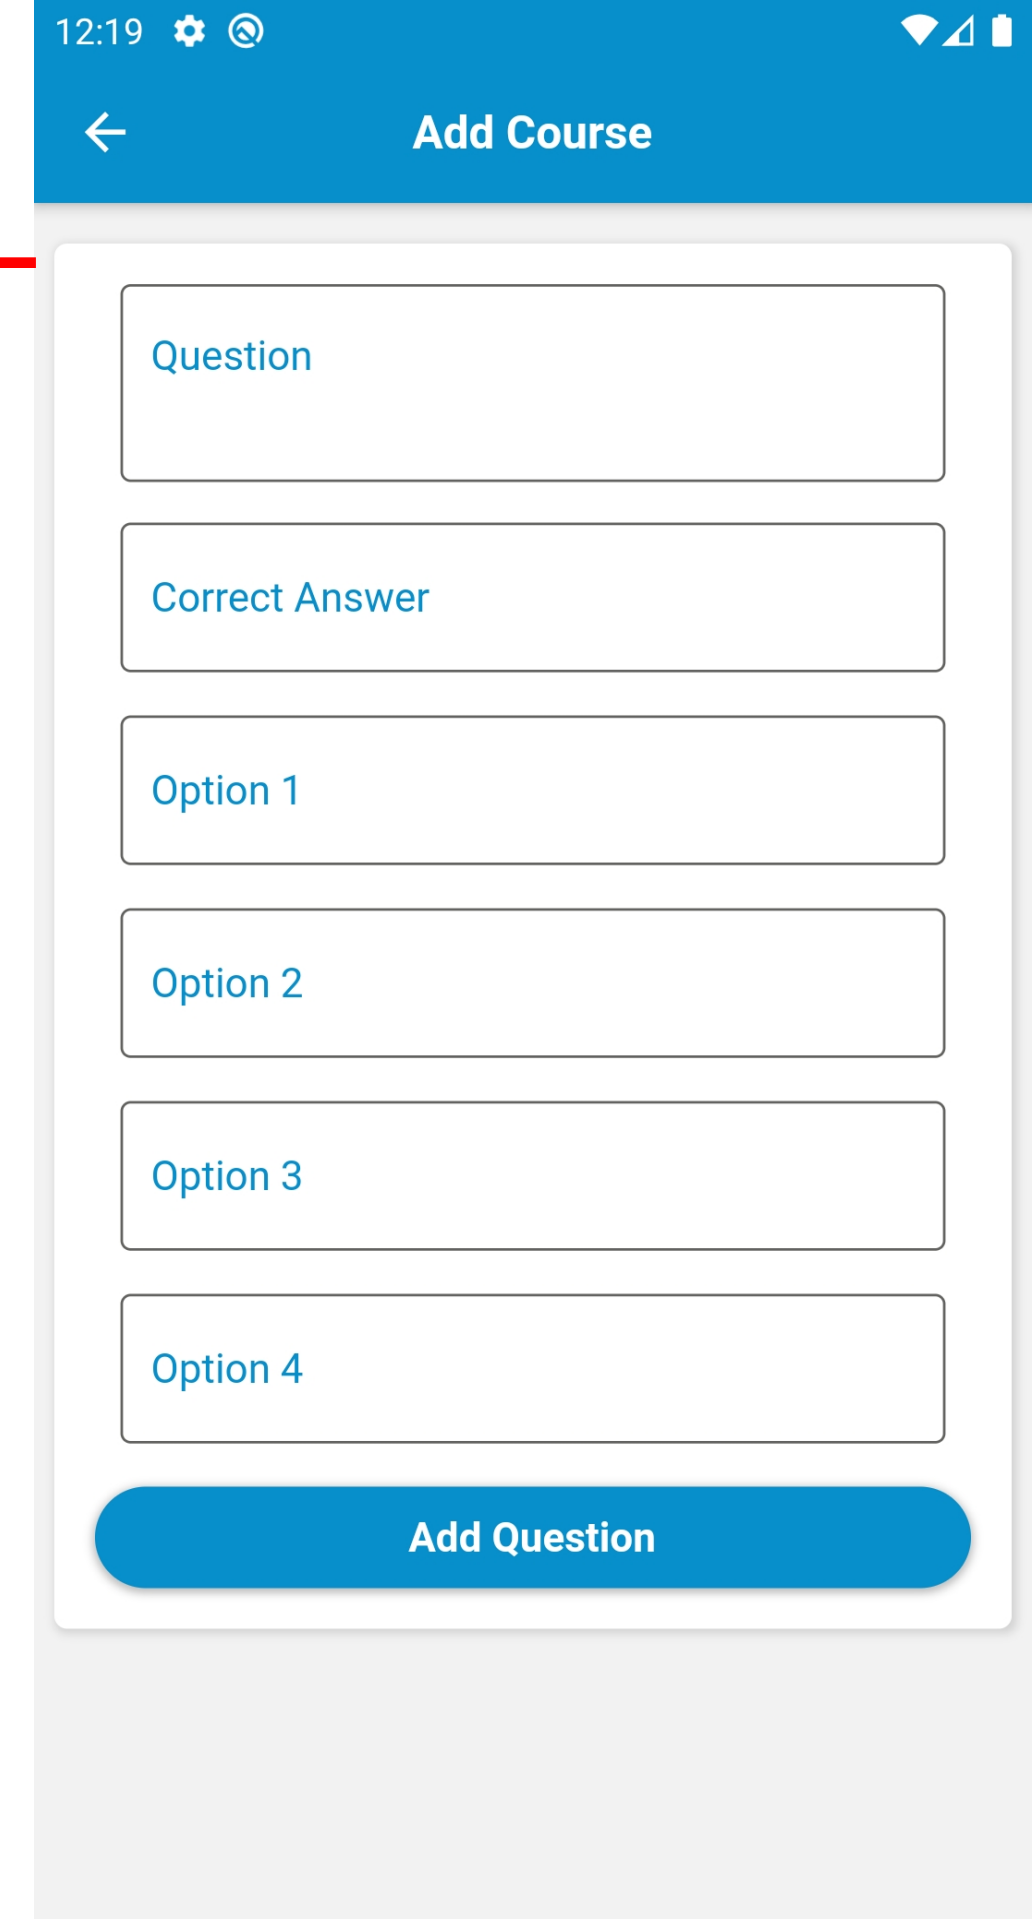 12:19
Add Course
Question
Correct Answer
Option 1
Option 2
Option 3
Option 4
Add Question